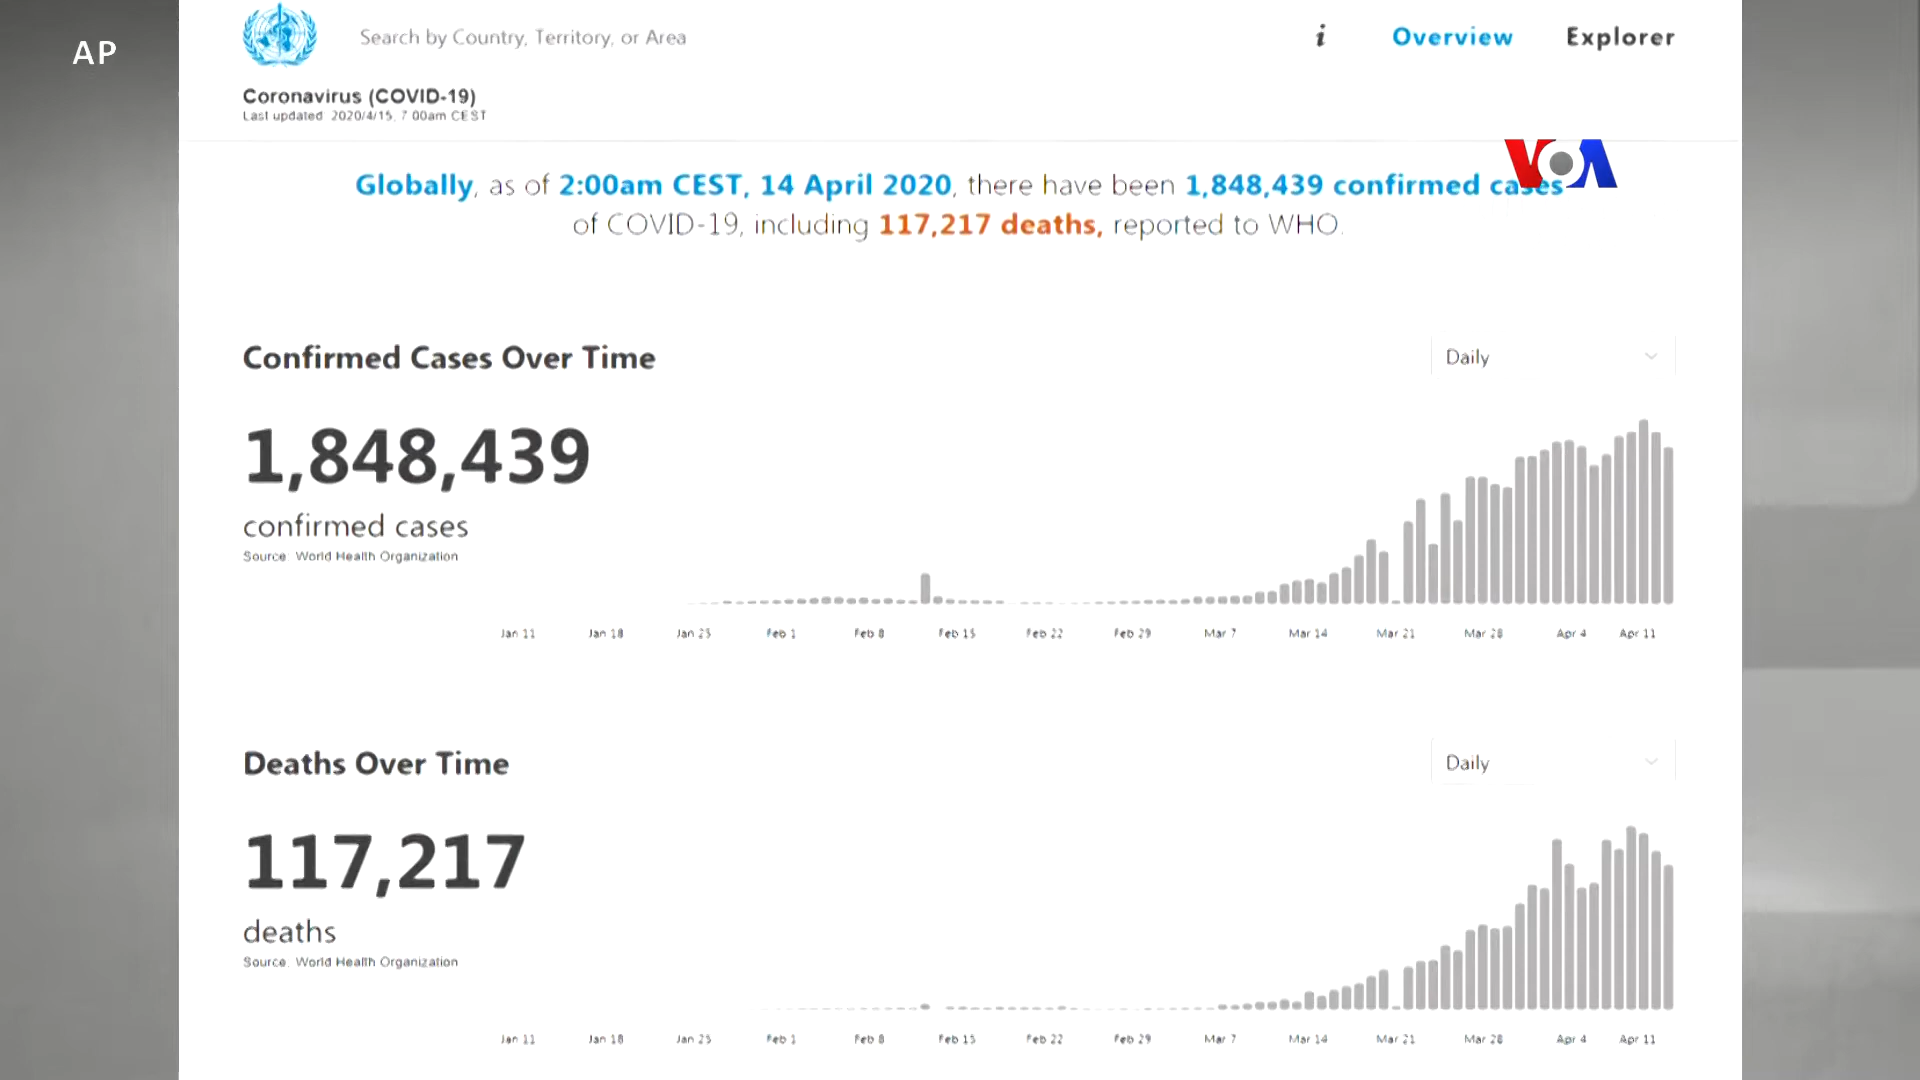 AP
Search by Country, Territory, or Area
i
Overview
Explorer
Coronavirus (COVID-19)
Last updated: 2020/4/15, 7:00am CEST
VOA
Globally, as of 2:00am CEST, 14 April 2020, there have been 1,848,439 confirmed cases
of COVID-19, including 117,217 deaths, reported to WHO.
Confirmed Cases Over Time
Daily
1,848,439
confirmed cases
Source: World Health Organization
Jan 11 Jan 18 Jan 25 Feb 1 Feb 8 Feb 15 Feb 22 Feb 29 Mar 7 Mar 14 Mar 21 Mar 28 Apr 4 Apr 11
Deaths Over Time
Daily
117,217
deaths
Source: World Health Organization
Jan 11 Jan 18 Jan 25 Feb 1 Feb 8 Feb 15 Feb 22 Feb 29 Mar 7 Mar 14 Mar 21 Mar 28 Apr 4 Apr 11